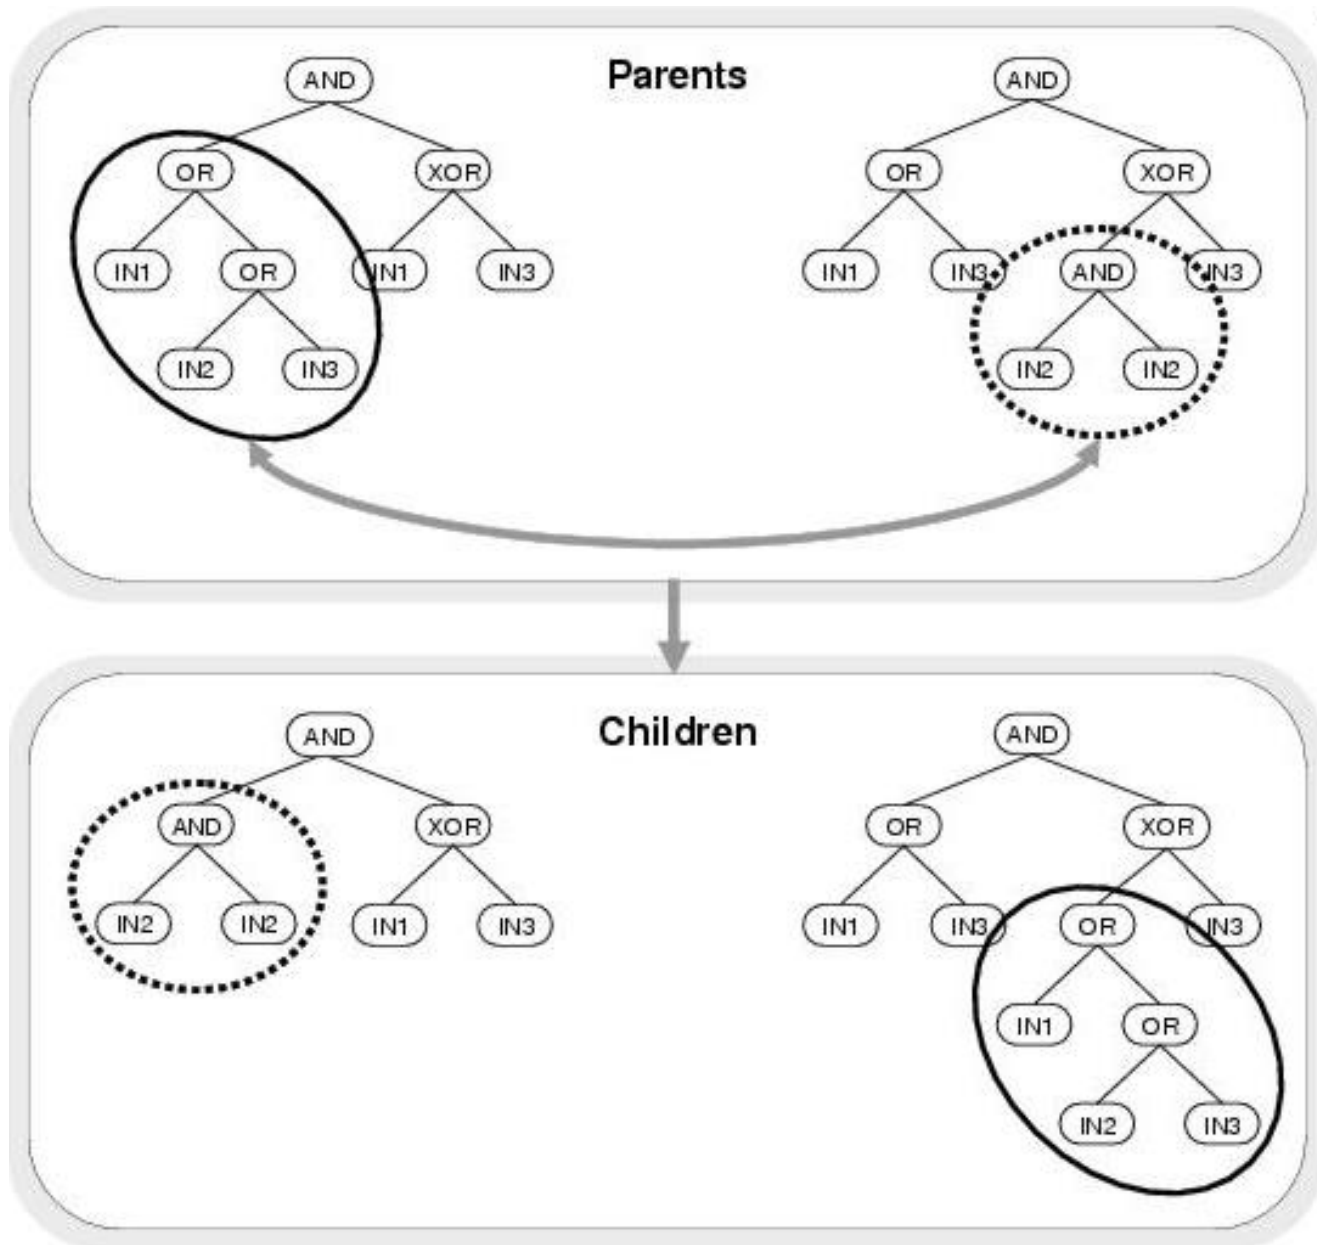 Parents
AND AND
OR XOR OR XOR
IN1 OR IN1 IN3 IN1 IN3 AND IN3
IN2 IN3 IN2 IN2
Children
AND AND
AND XOR OR XOR
IN2 IN2 IN1 IN3 IN1 IN3 OR IN3
IN1 OR
IN2 IN3